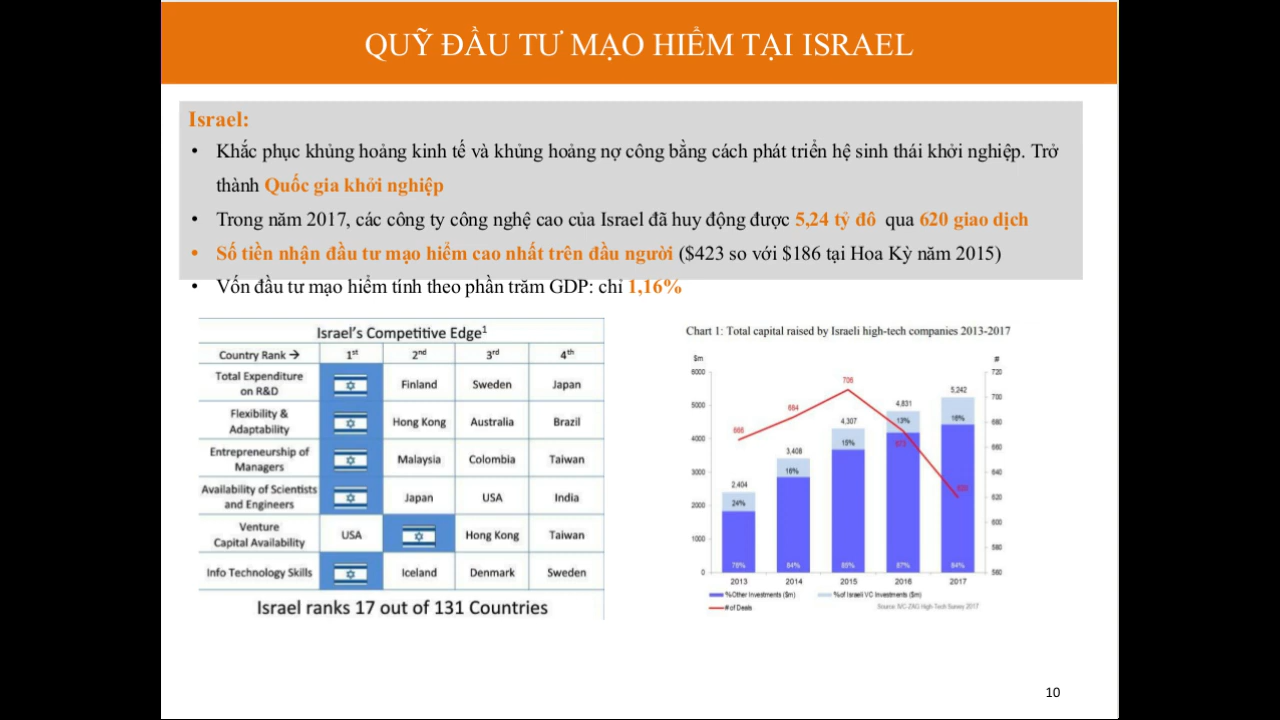 QUỸ ĐẦU TƯ MẠO HIỂM TẠI ISRAEL
Israel:
• Khắc phục khủng hoảng kinh tế và khủng hoảng nợ công bằng cách phát triển hệ sinh thái khởi nghiệp. Trở
thành Quốc gia khởi nghiệp
• Trong năm 2017, các công ty công nghệ cao của Israel đã huy động được 5,24 tỷ đô qua 620 giao dịch
• Số tiền nhận đầu tư mạo hiểm cao nhất trên đầu người ($423 so với $186 tại Hoa Kỳ năm 2015)
• Vốn đầu tư mạo hiểm tính theo phần trăm GDP: chỉ 1,16%
Israel's Competitive Edge1
Country Rank → 1st 2nd 3rd 4th
Total Expenditure
on R&D Finland Sweden Japan
Flexibility &
Adaptability Hong Kong Australia Brazil
Entrepreneurship of
Managers Malaysia Colombia Taiwan
Availability of Scientists
and Engineers Japan USA India
Venture
Capital Availability USA Hong Kong Taiwan
Info Technology Skills Iceland Denmark Sweden
Israel ranks 17 out of 131 Countries
Chart 1: Total capital raised by Israeli high-tech companies 2013-2017
$m #
6000 720
5000 700
4000 680
3000 660
2000 640
1000 620
0 600
580
560
2,404 3,408 4,307 4,831 5,242
684 706
24% 16% 15% 13% 16%
76% 84% 85% 87% 84%
2013 2014 2015 2016 2017
%Other Investments ($m) %of Israeli VC Investments ($m)
# of Deals
Source: IVC-ZAG High-Tech Survey 2017
10